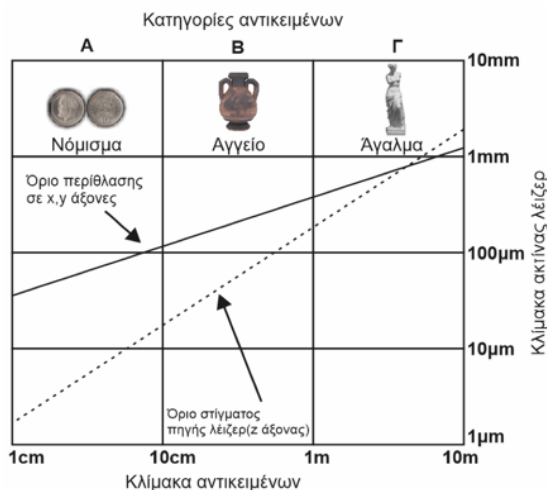 Κατηγορίες αντικειμένων
Α Β Γ
10mm
Νόμισμα Αγγείο Άγαλμα
1mm
Όριο περίθλασης
σε x,y άξονες
100μm
Κλίμακα ακτίνας λέιζερ
10μm
Όριο στίγματος
πηγής λέιζερ(z άξονας)
1μm
1cm 10cm 1m 10m
Κλίμακα αντικειμένων